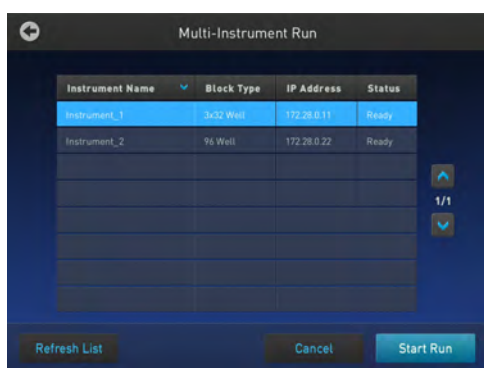 Multi-Instrument Run
Instrument Name Block Type IP Address Status
Instrument_1 3x32 Well 172.28.0.11 Ready
Instrument_2 96 Well 172.28.0.22 Ready
1/1
Refresh List Cancel Start Run